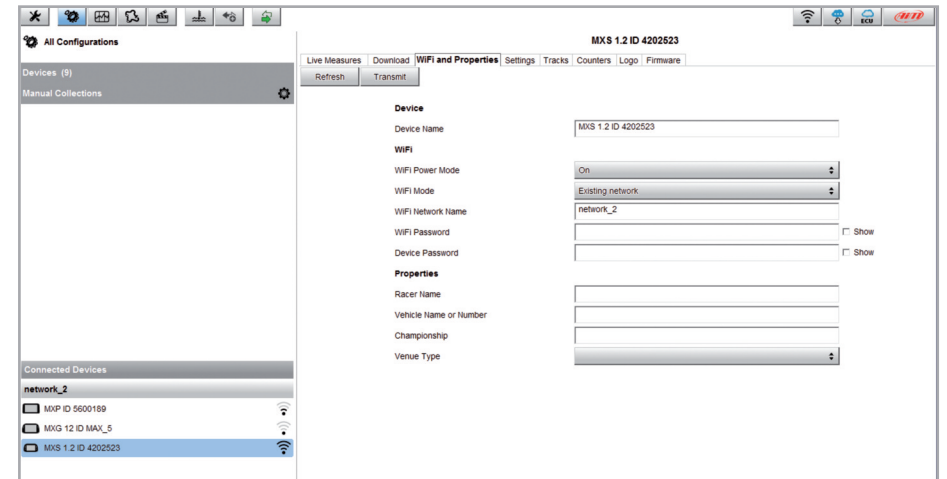 ECU
AiM
All Configurations
Devices (9)
Manual Collections
Connected Devices
network_2
MXP ID 5600189
MXG 12 ID MAX_5
MXS 1.2 ID 4202523
MXS 1.2 ID 4202523
Live Measures Download WiFi and Properties Settings Tracks Counters Logo Firmware
Refresh Transmit
Device
Device Name MXS 1.2 ID 4202523
WiFi
WiFi Power Mode On
WiFi Mode Existing network
WiFi Network Name network_2
WiFi Password Show
Device Password Show
Properties
Racer Name
Vehicle Name or Number
Championship
Venue Type